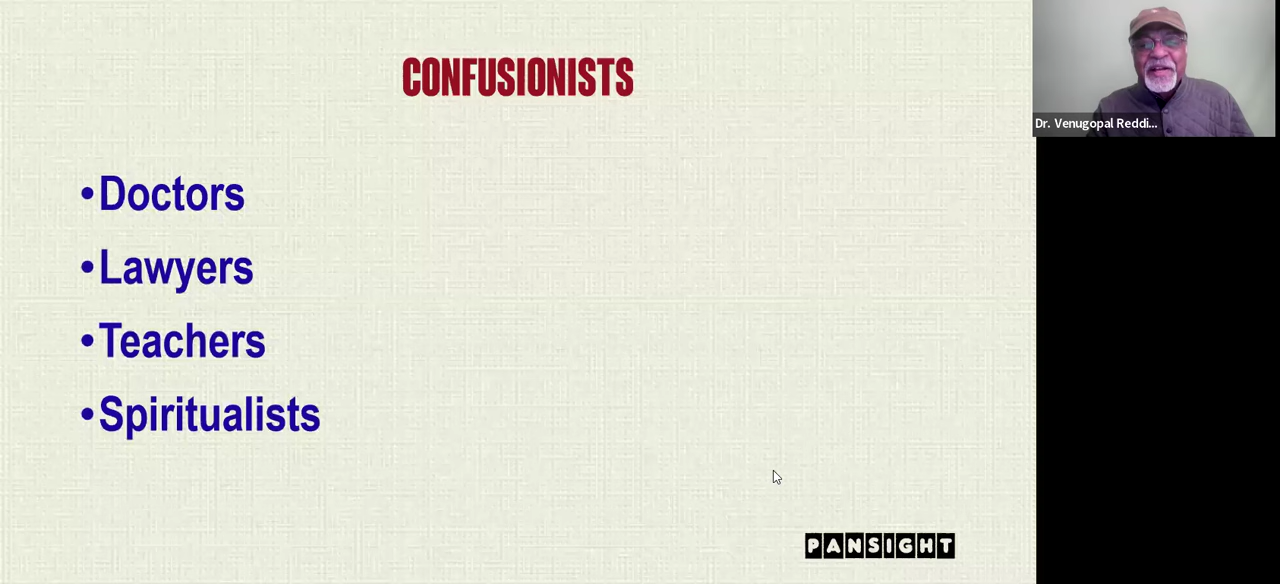 CONFUSIONISTS
•Doctors
•Lawyers
•Teachers
•Spiritualists
PANSIGHT
Dr. Venugopal Reddi...